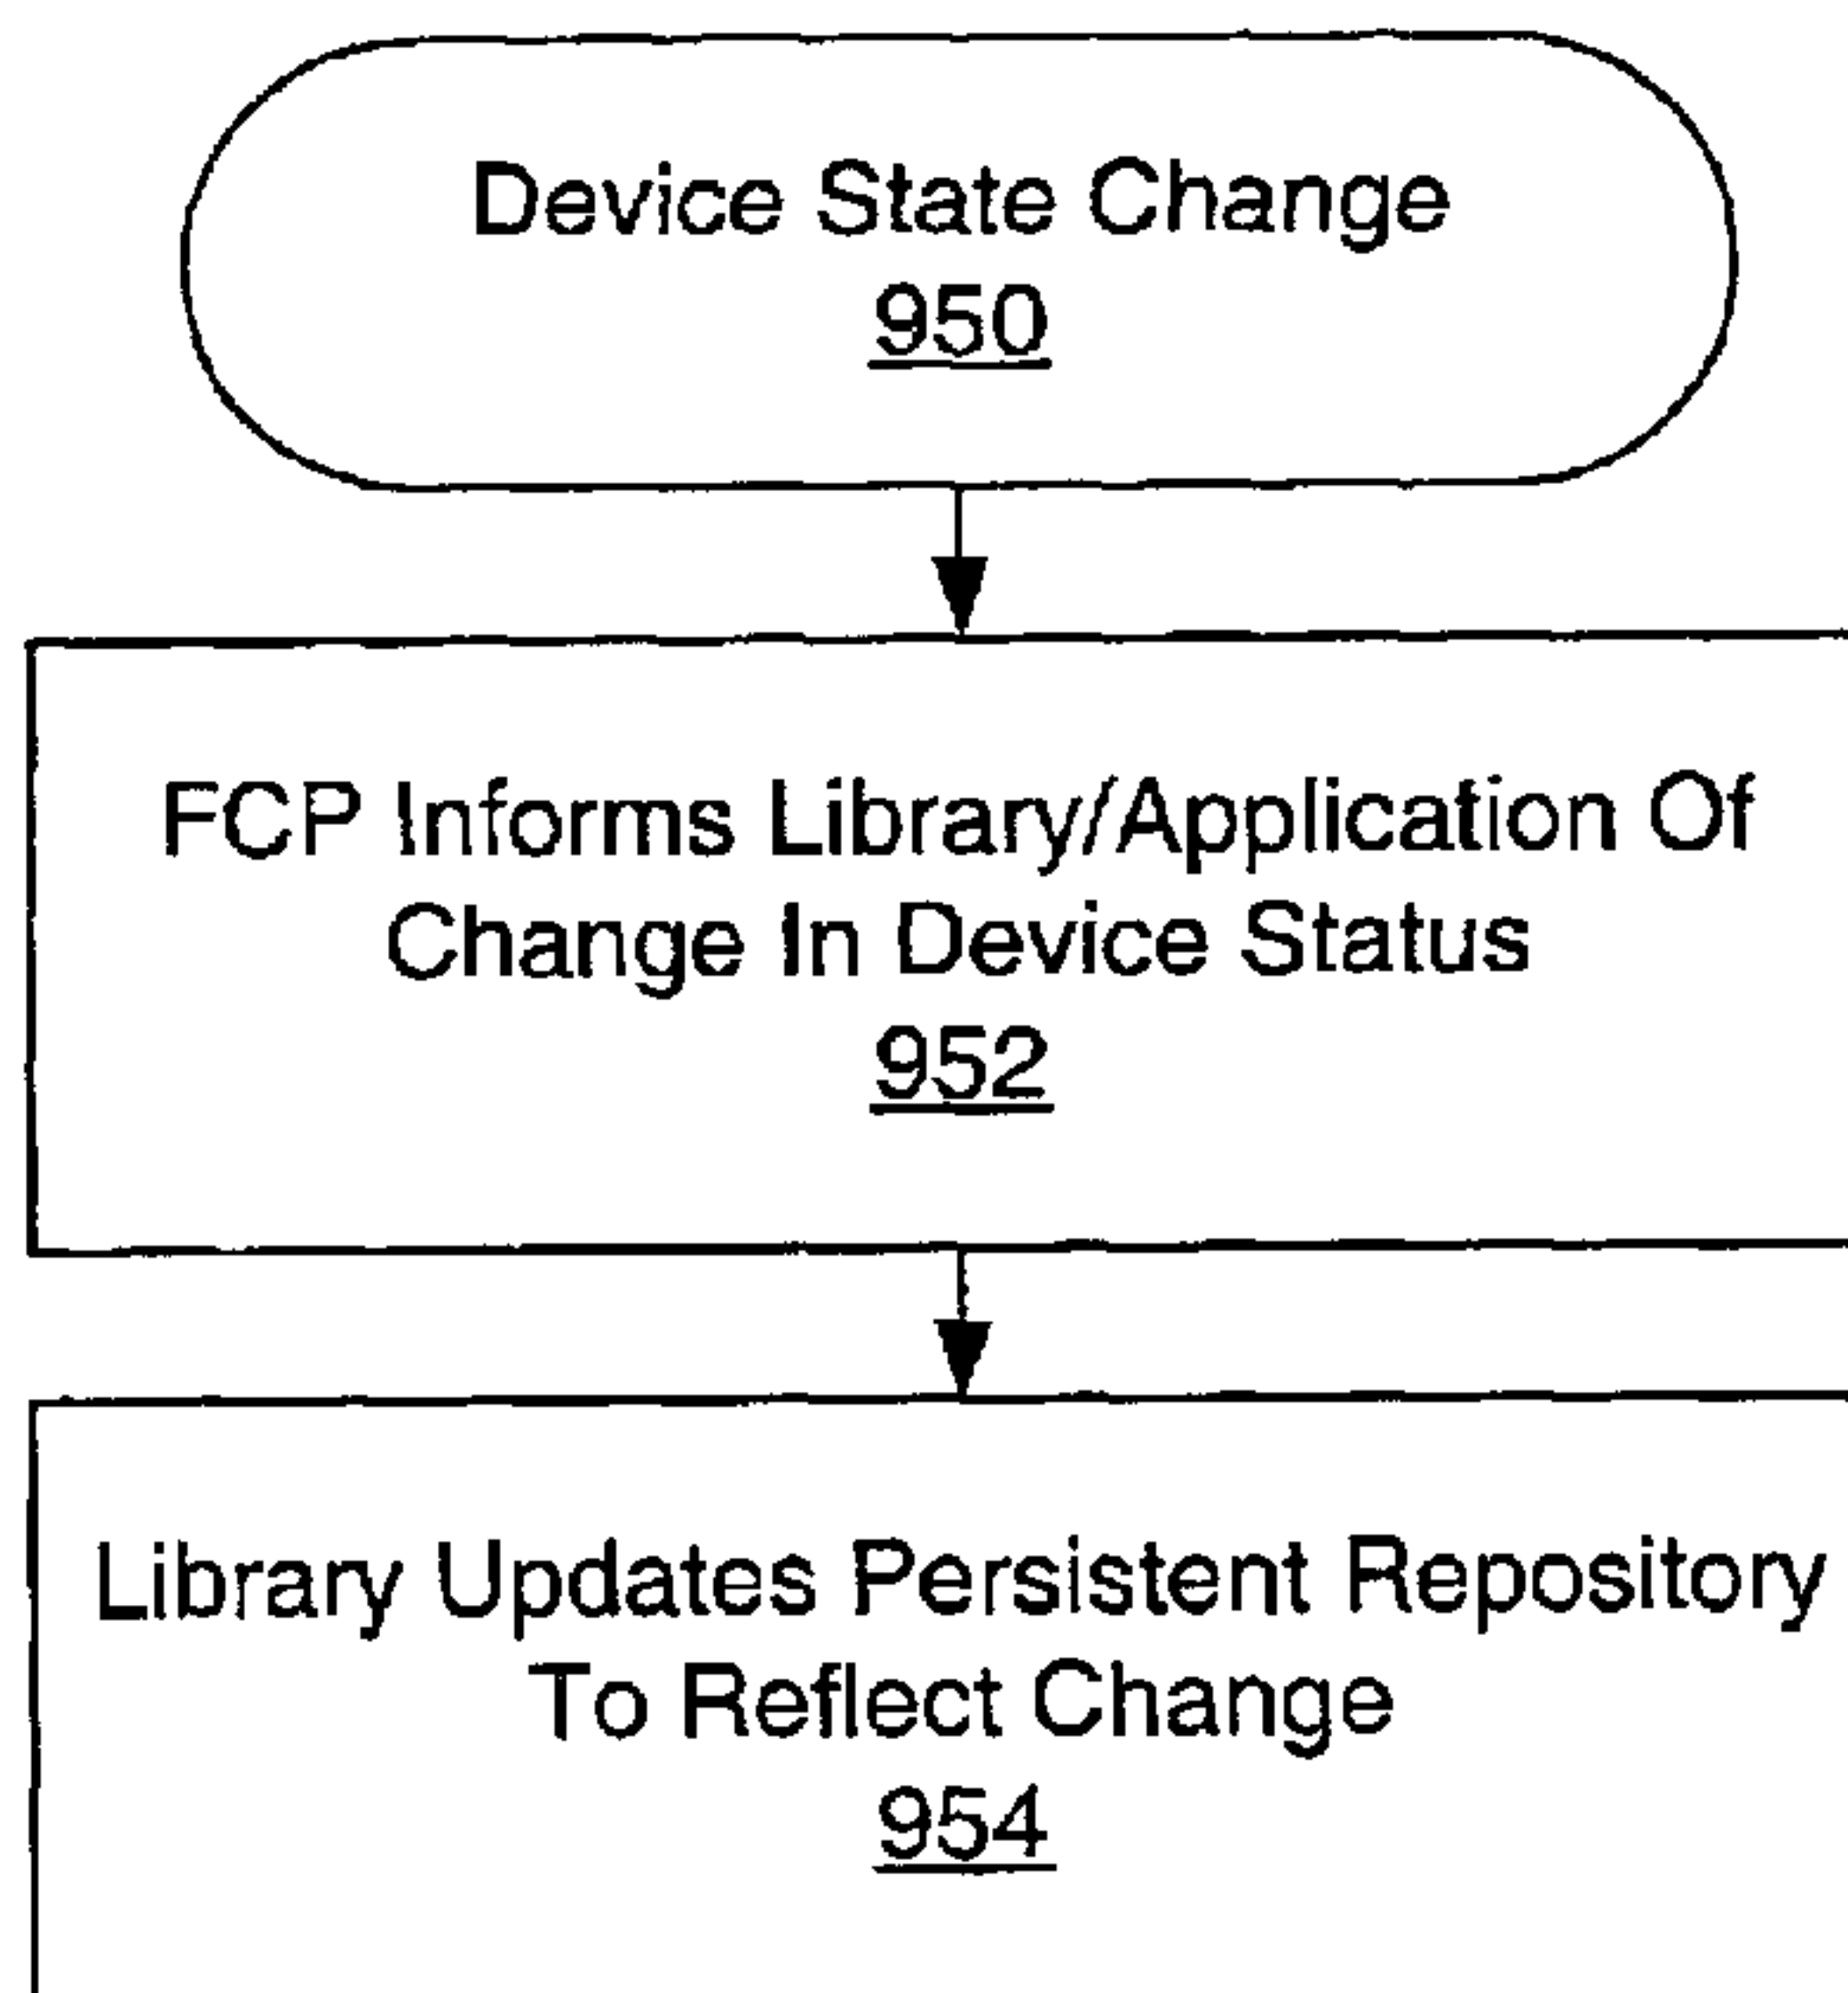 Device State Change
950
FCP Informs Library/Application Of
Change In Device Status
952
Library Updates Persistent Repository
To Reflect Change
954